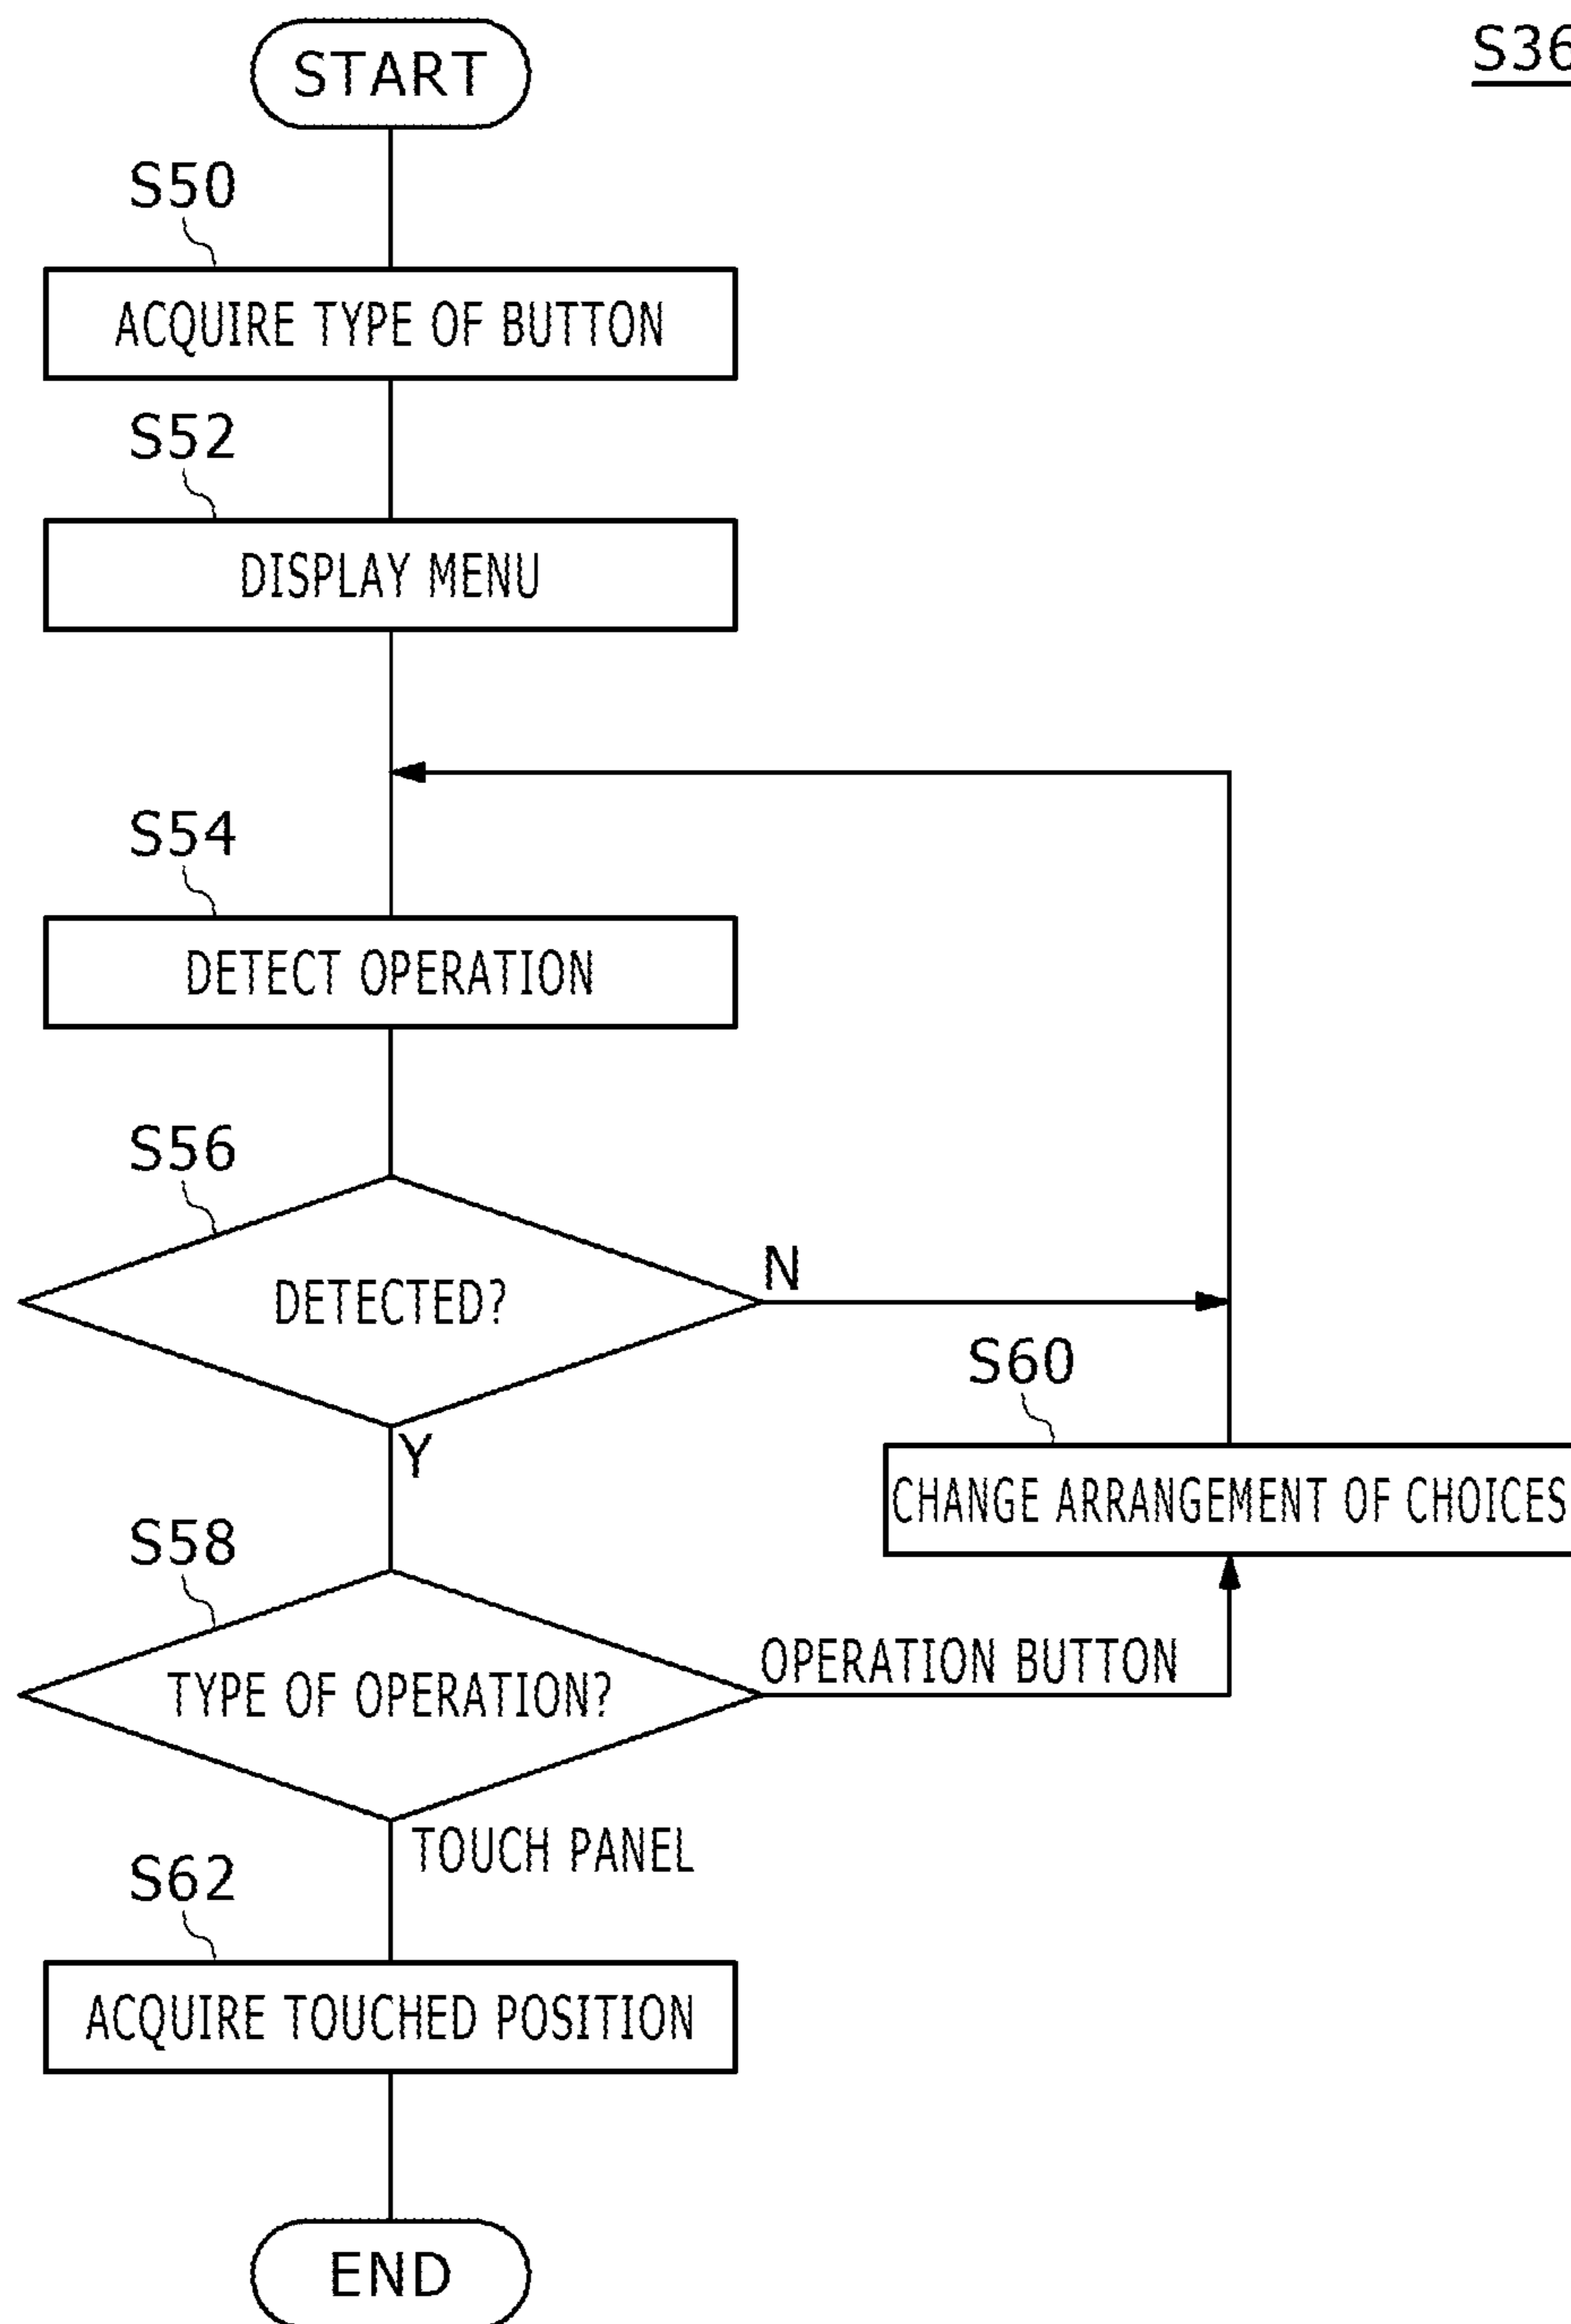 START
S36
S50
ACQUIRE TYPE OF BUTTON
S52
DISPLAY MENU
S54
DETECT OPERATION
S56
DETECTED?
N
Y
S60
CHANGE ARRANGEMENT OF CHOICES
S58
TYPE OF OPERATION?
OPERATION BUTTON
TOUCH PANEL
S62
ACQUIRE TOUCHED POSITION
END